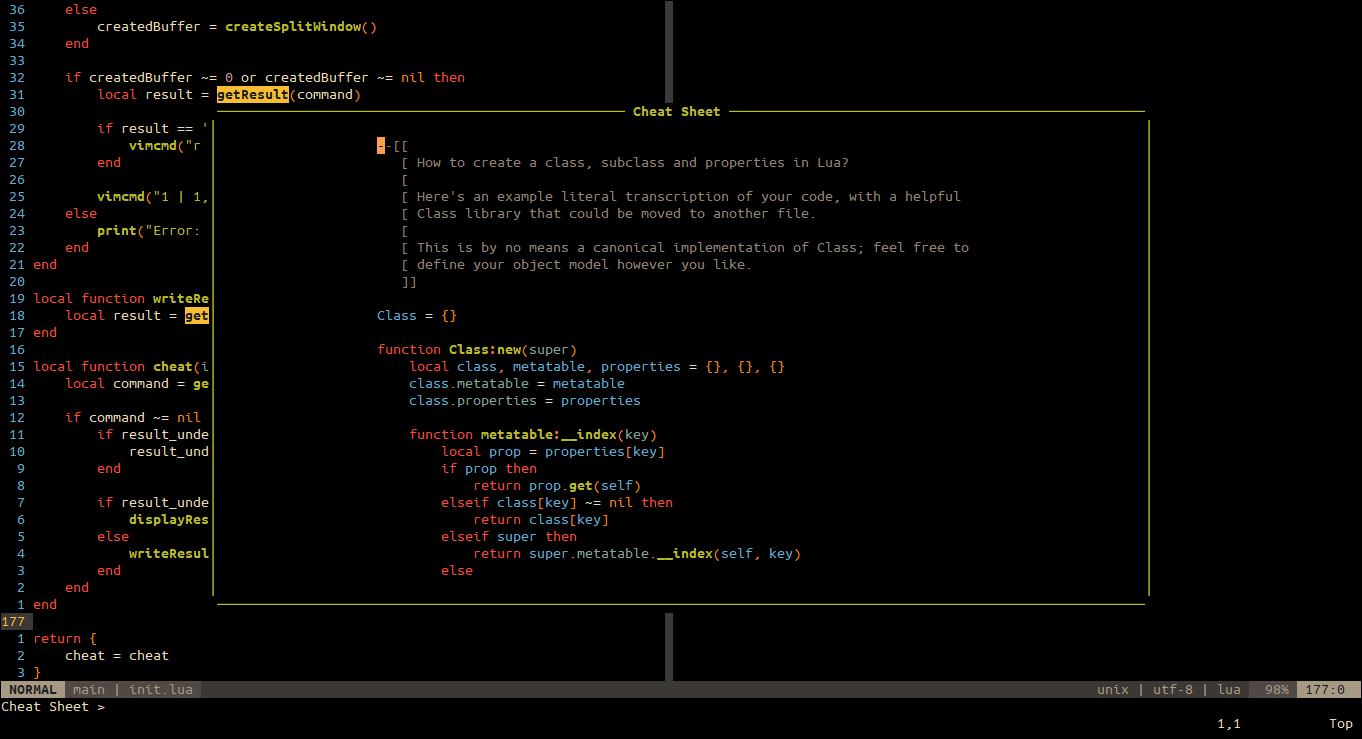 36     else
35         createdBuffer = createSplitWindow()
34     end
33
32     if createdBuffer ~= 0 or createdBuffer ~= nil then
31         local result = getResult(command)
30 Cheat Sheet
29         if result == '
28             vimcmd("r --[[
27         end [ How to create a class, subclass and properties in Lua?
26 [
25         vimcmd("1 | 1, [ Here's an example literal transcription of your code, with a helpful
24     else [ Class library that could be moved to another file.
23         print("Error: [
22     end [ This is by no means a canonical implementation of Class; feel free to
21 end [ define your object model however you like.
20 ]]
19 local function writeRe
18     local result = get Class = {}
17 end
16 function Class:new(super)
15 local function cheat(i local class, metatable, properties = {}, {}, {}
14     local command = ge class.metatable = metatable
13 class.properties = properties
12     if command ~= nil
11         if result_unde function metatable:__index(key)
10             result_und local prop = properties[key]
9         end if prop then
8 return prop.get(self)
7         if result_unde elseif class[key] ~= nil then
6             displayRes return class[key]
5         else elseif super then
4             writeResul return super.metatable.__index(self, key)
3         end else
2     end
1 end
177
1 return {
2     cheat = cheat
3 }
NORMAL main | init.lua unix | utf-8 | lua 98% 177:0
Cheat Sheet >
1,1 Top